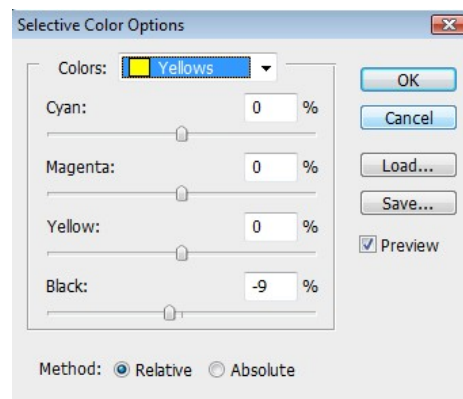 Selective Color Options
Colors: Yellows
OK
Cyan: 0 %
Cancel
Magenta: 0 %
Load...
Save...
Yellow: 0 %
Preview
Black: -9 %
Method: Relative Absolute